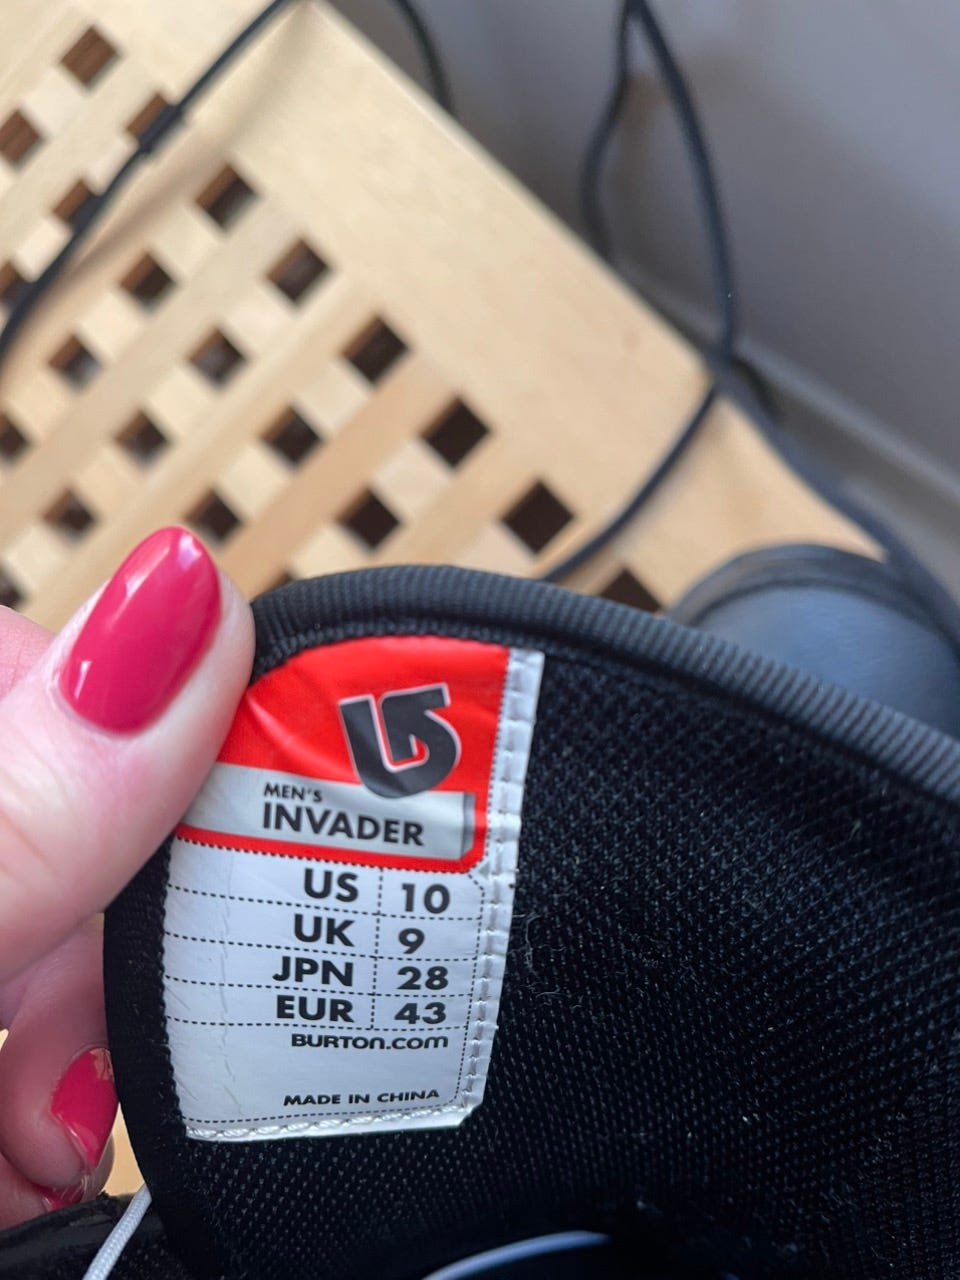 MEN'S
INVADER
US 10
UK 9
JPN 28
EUR 43
BURTON.COM
MADE IN CHINA